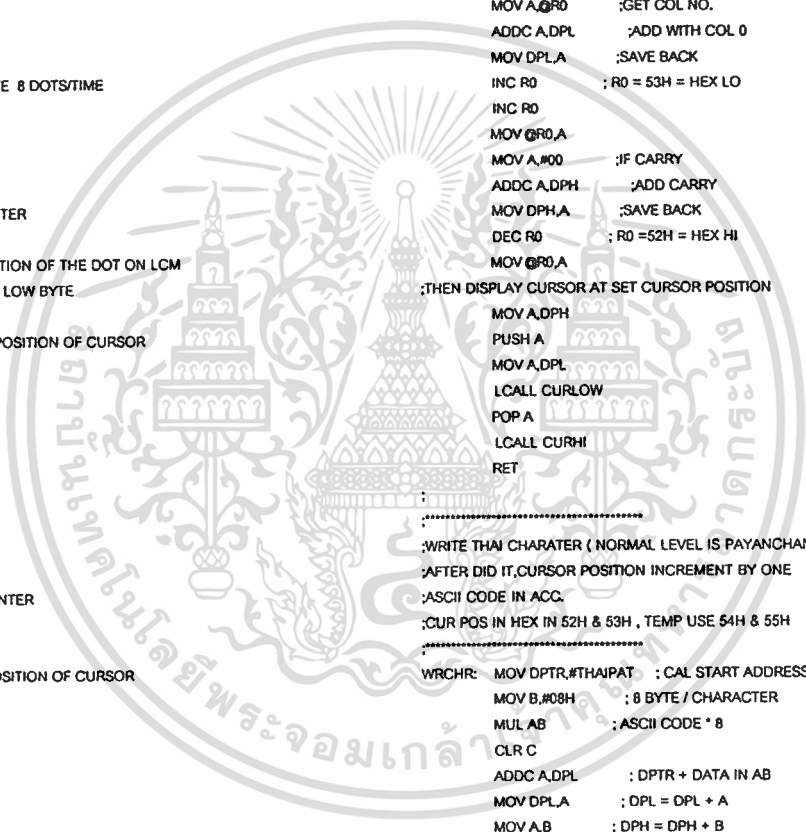 E 8 DOTS/TIME
TER
TION OF THE DOT ON LCM
LOW BYTE
POSITION OF CURSOR
NTER
OSITION OF CURSOR
MOV A,@R0 ;GET COL NO.
ADDC A,DPL ;ADD WITH COL 0
MOV DPL,A ;SAVE BACK
INC R0 ; R0 = 53H = HEX LO
INC R0
MOV @R0,A
MOV A,#00 ;IF CARRY
ADDC A,DPH ;ADD CARRY
MOV DPH,A ;SAVE BACK
DEC R0 ; R0 =52H = HEX HI
MOV @R0,A
;THEN DISPLAY CURSOR AT SET CURSOR POSITION
MOV A,DPH
PUSH A
MOV A,DPL
LCALL CURLOW
POP A
LCALL CURHI
RET
;
;****************************************
;WRITE THAI CHARATER ( NORMAL LEVEL IS PAYANCHAN
;AFTER DID IT,CURSOR POSITION INCREMENT BY ONE
;ASCII CODE IN ACC.
;CUR POS IN HEX IN 52H & 53H , TEMP USE 54H & 55H
;****************************************
WRCHR: MOV DPTR,#THAIPAT ; CAL START ADDRESS
MOV B,#08H ; 8 BYTE / CHARACTER
MUL AB ; ASCII CODE * 8
CLR C
ADDC A,DPL ; DPTR + DATA IN AB
MOV DPL,A ; DPL = DPL + A
MOV A,B ; DPH = DPH + B